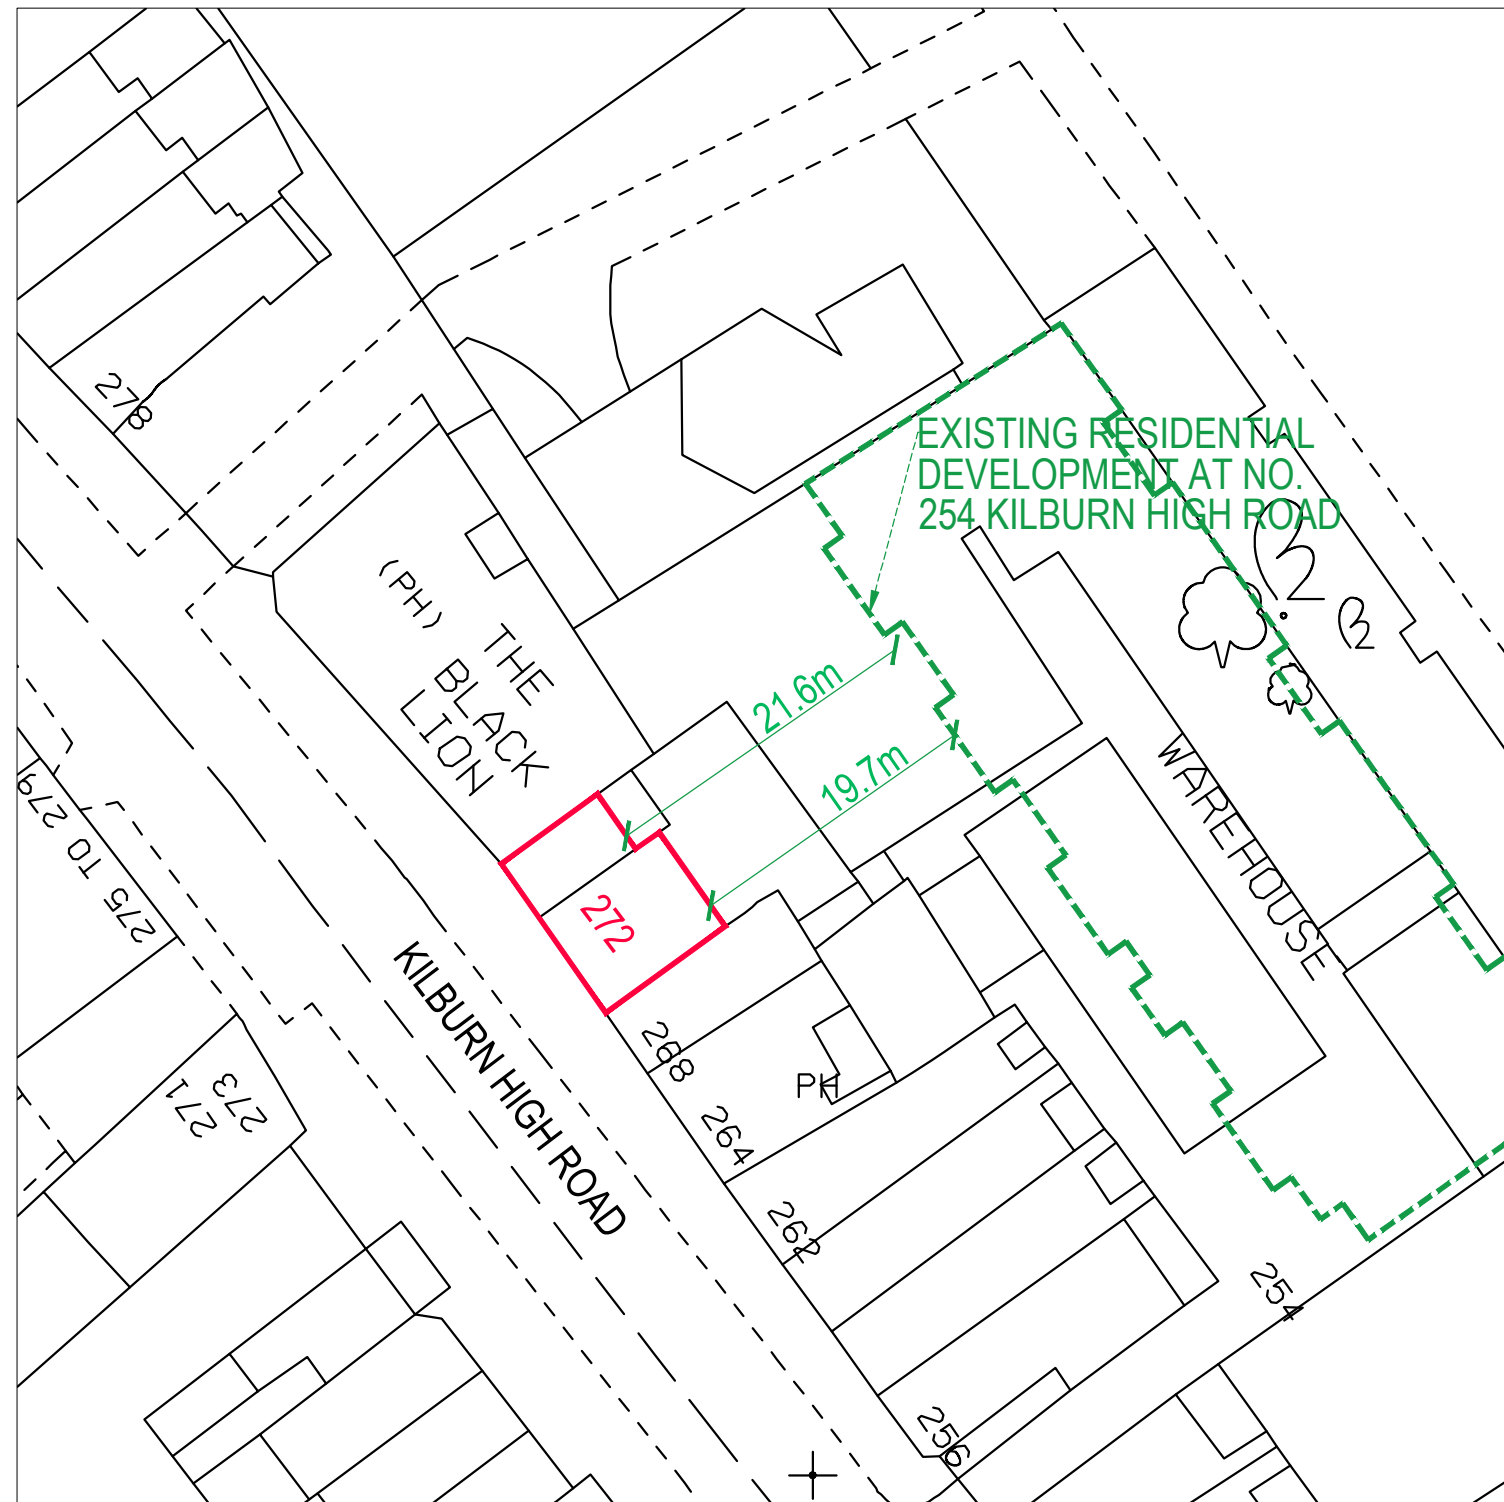 278
EXISTING RESIDENTIAL
DEVELOPMENT AT NO.
254 KILBURN HIGH ROAD
(PH) THE
BLACK
LION
21.6m
19.7m
WAREHOUSE
279
275 TO 279
272
KILBURN HIGH ROAD
273
271
268
PH
264
262
254
256